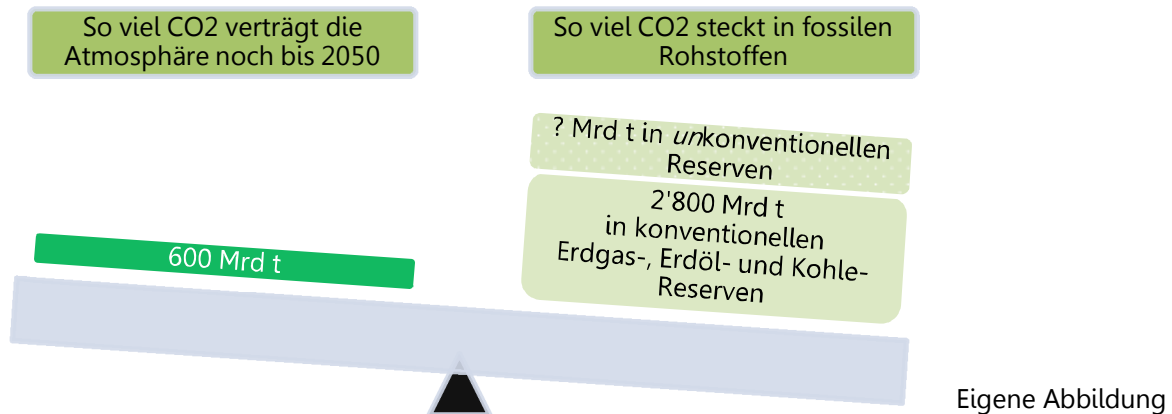 So viel CO2 verträgt die
Atmosphäre noch bis 2050
So viel CO2 steckt in fossilen
Rohstoffen
? Mrd t in unkonventionellen
Reserven
2'800 Mrd t
in konventionellen
Erdgas-, Erdöl- und Kohle-
Reserven
600 Mrd t
Eigene Abbildung